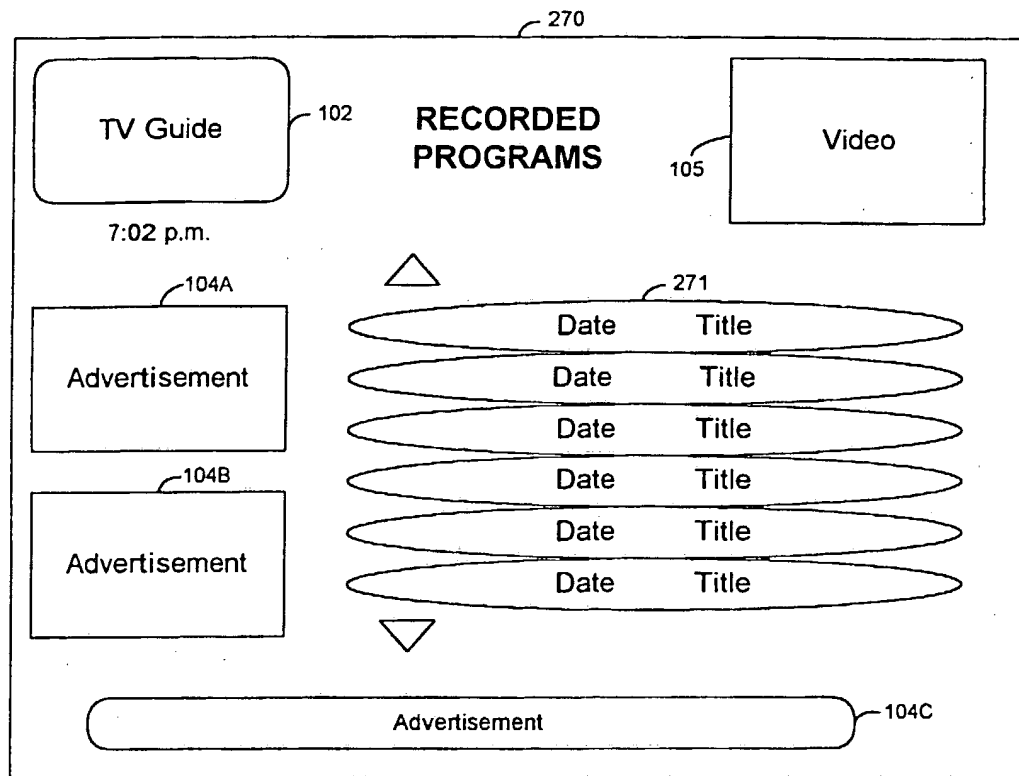 270
TV Guide
102
RECORDED
PROGRAMS
Video
105
7:02 p.m.
104A
Advertisement
271
Date Title
Date Title
Date Title
Date Title
Date Title
Date Title
104B
Advertisement
Advertisement
104C